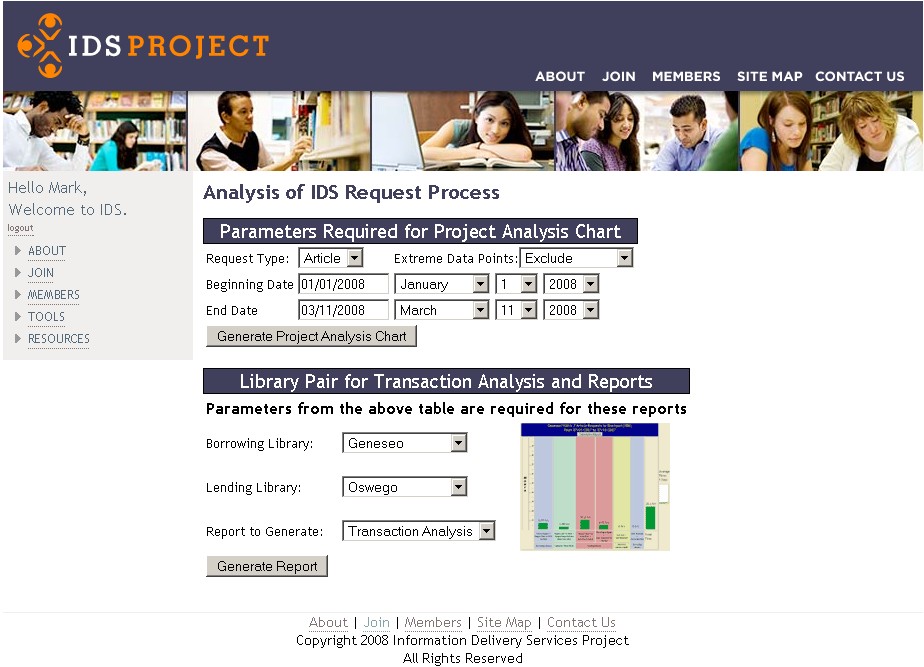 IDS PROJECT
ABOUT JOIN MEMBERS SITE MAP CONTACT US
Hello Mark,
Welcome to IDS.
logout
ABOUT
JOIN
MEMBERS
TOOLS
RESOURCES
Analysis of IDS Request Process
Parameters Required for Project Analysis Chart
Request Type: Article Extreme Data Points: Exclude
Beginning Date 01/01/2008 January 1 2008
End Date 03/11/2008 March 11 2008
Generate Project Analysis Chart
Library Pair for Transaction Analysis and Reports
Parameters from the above table are required for these reports
Borrowing Library: Geneseo
Lending Library: Oswego
Report to Generate: Transaction Analysis
Generate Report
About | Join | Members | Site Map | Contact Us
Copyright 2008 Information Delivery Services Project
All Rights Reserved